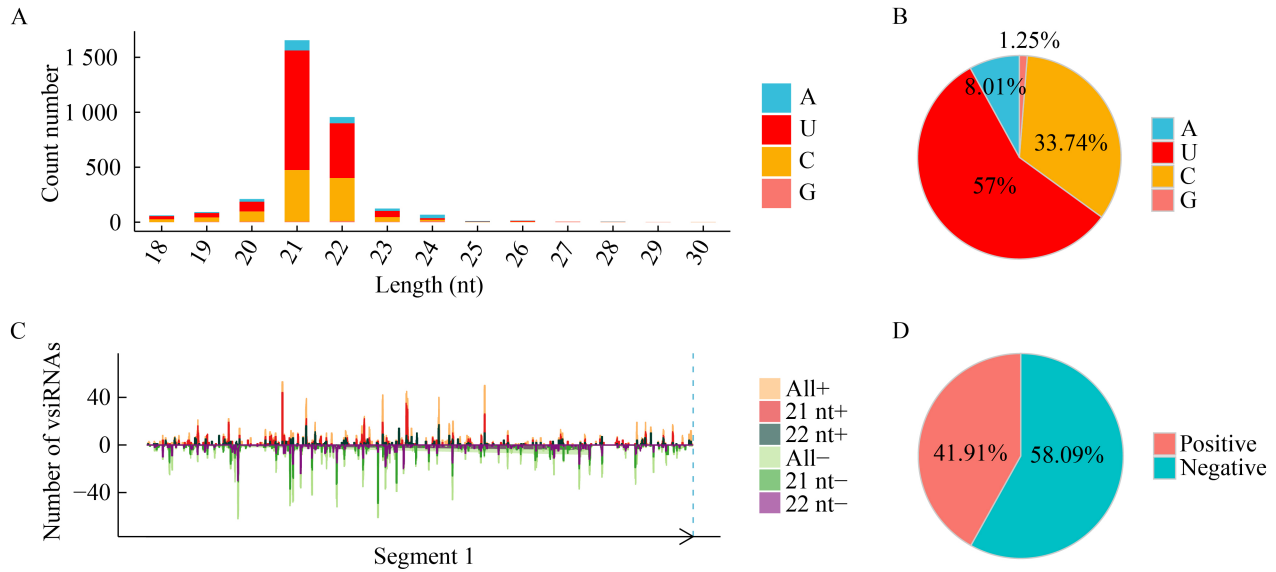 A
Count number
1 500
1 000
500
0
18
19
20
21
22
23
24
25
26
27
28
29
30
Length (nt)
A
U
C
G
B
1.25%
8.01%
33.74%
57%
A
U
C
G
C
Number of vsiRNAs
40
0
−40
Segment 1
All+
21 nt+
22 nt+
All−
21 nt−
22 nt−
D
41.91%
58.09%
Positive
Negative